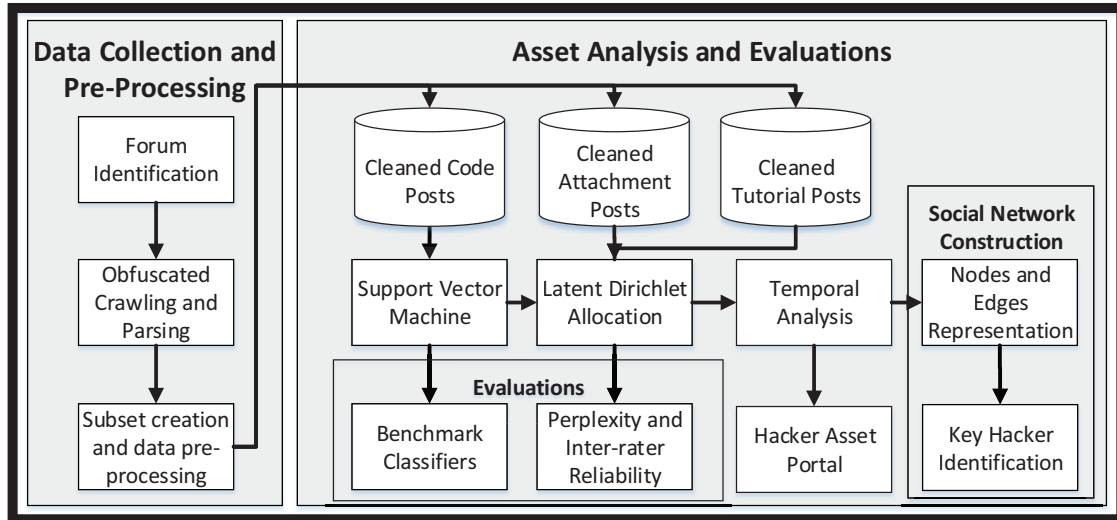 Data Collection and
Pre-Processing
Forum
Identification
Obfuscated
Crawling and
Parsing
Subset creation
and data pre-
processing
Asset Analysis and Evaluations
Cleaned Code
Posts
Cleaned
Attachment
Posts
Cleaned
Tutorial Posts
Support Vector
Machine
Latent Dirichlet
Allocation
Temporal
Analysis
Social Network
Construction
Nodes and
Edges
Representation
Evaluations
Benchmark
Classifiers
Perplexity and
Inter-rater
Reliability
Hacker Asset
Portal
Key Hacker
Identification